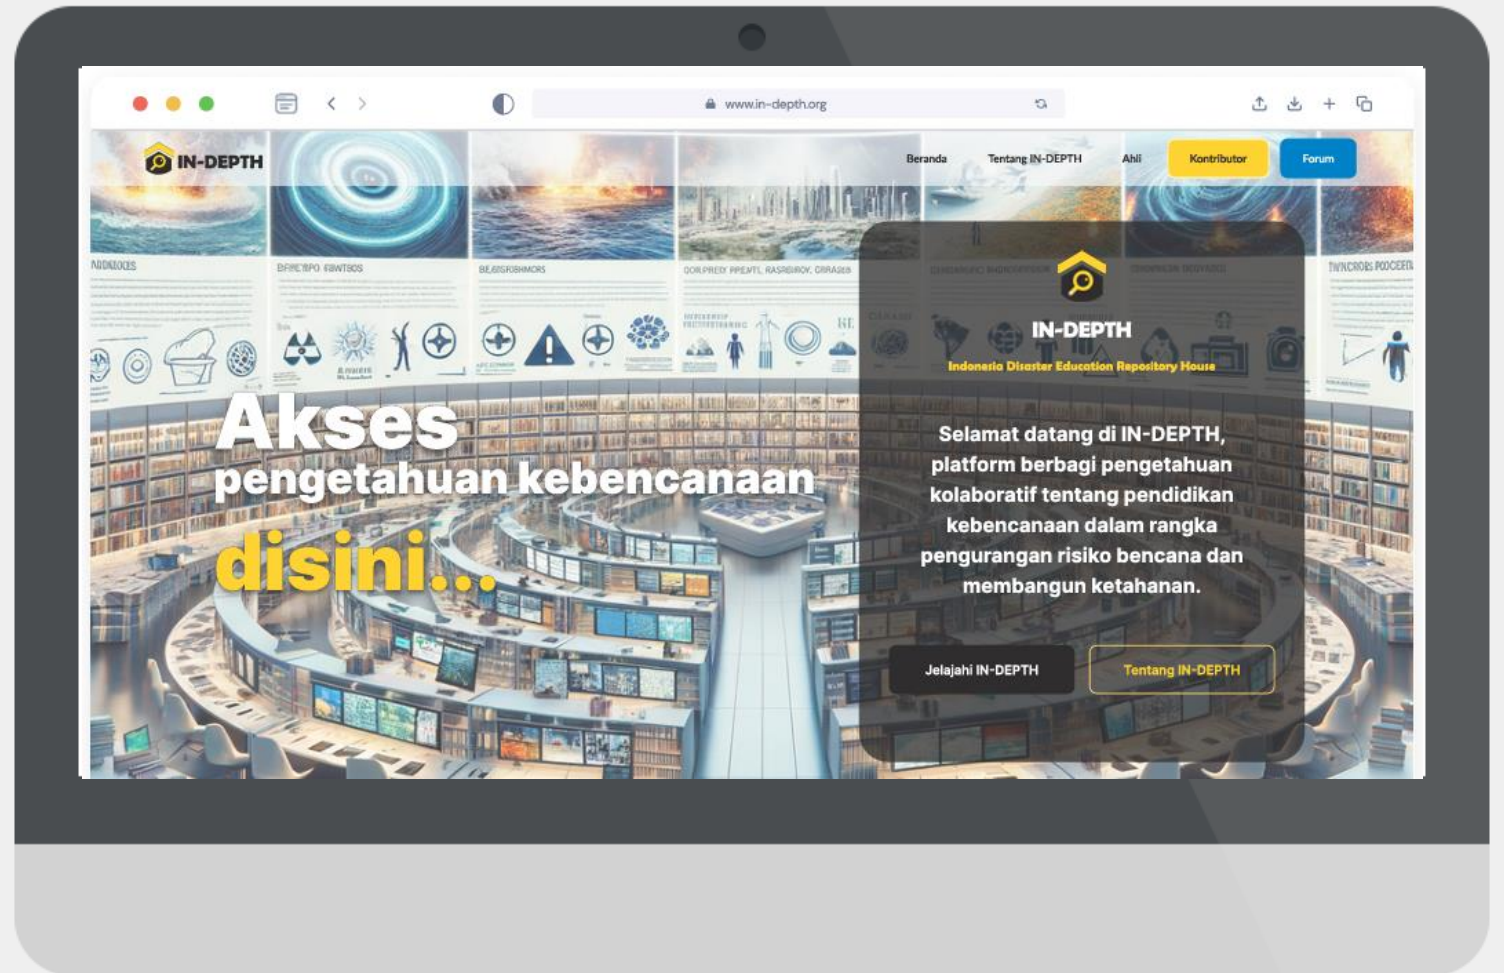 www.in-depth.org
IN-DEPTH
Beranda
Tentang IN-DEPTH
Ahli
Kontributor
Forum
Akses
pengetahuan kebencanaan
disini...
IN-DEPTH
Indonesia Disaster Education Repository House
Selamat datang di IN-DEPTH,
platform berbagi pengetahuan
kolaboratif tentang pendidikan
kebencanaan dalam rangka
pengurangan risiko bencana dan
membangun ketahanan.
Jelajahi IN-DEPTH
Tentang IN-DEPTH